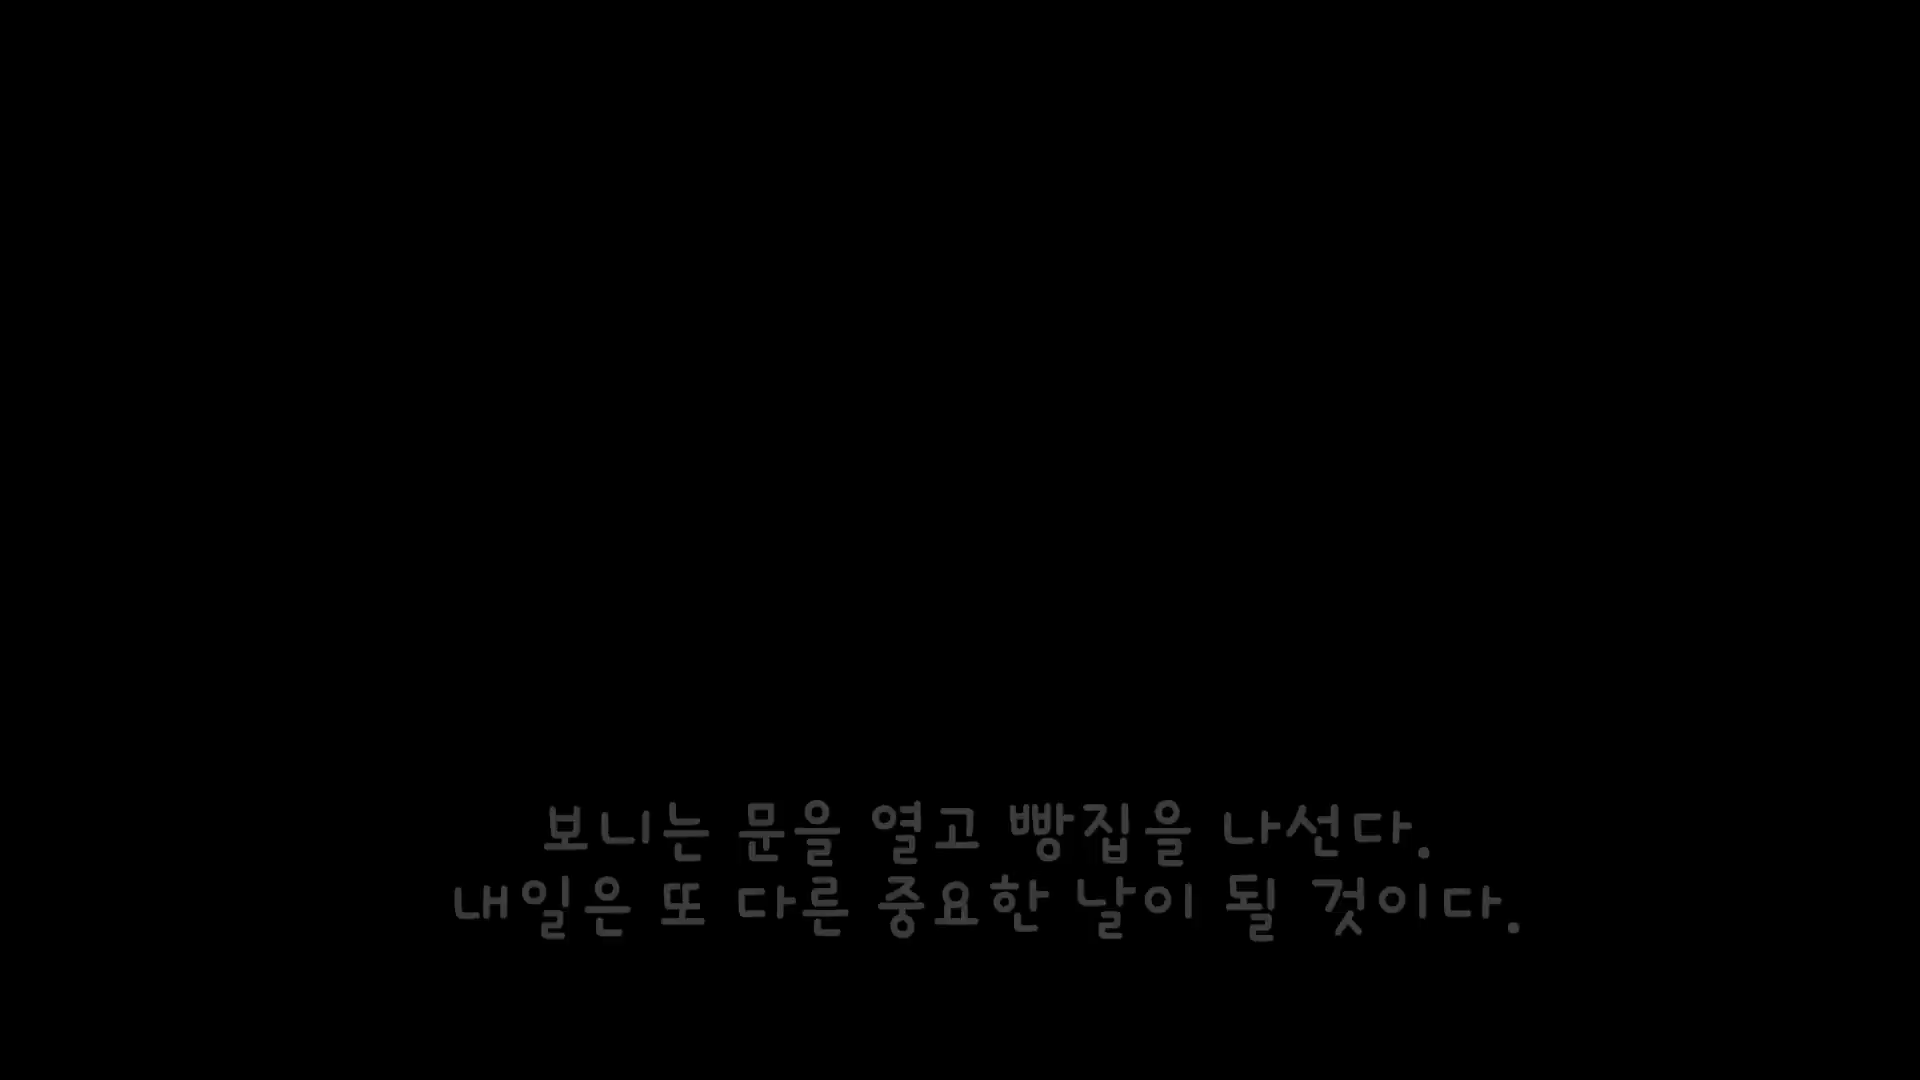 보니는 문을 열고 빵집을 나선다.
내일은 또 다른 중요한 날이 될 것이다.